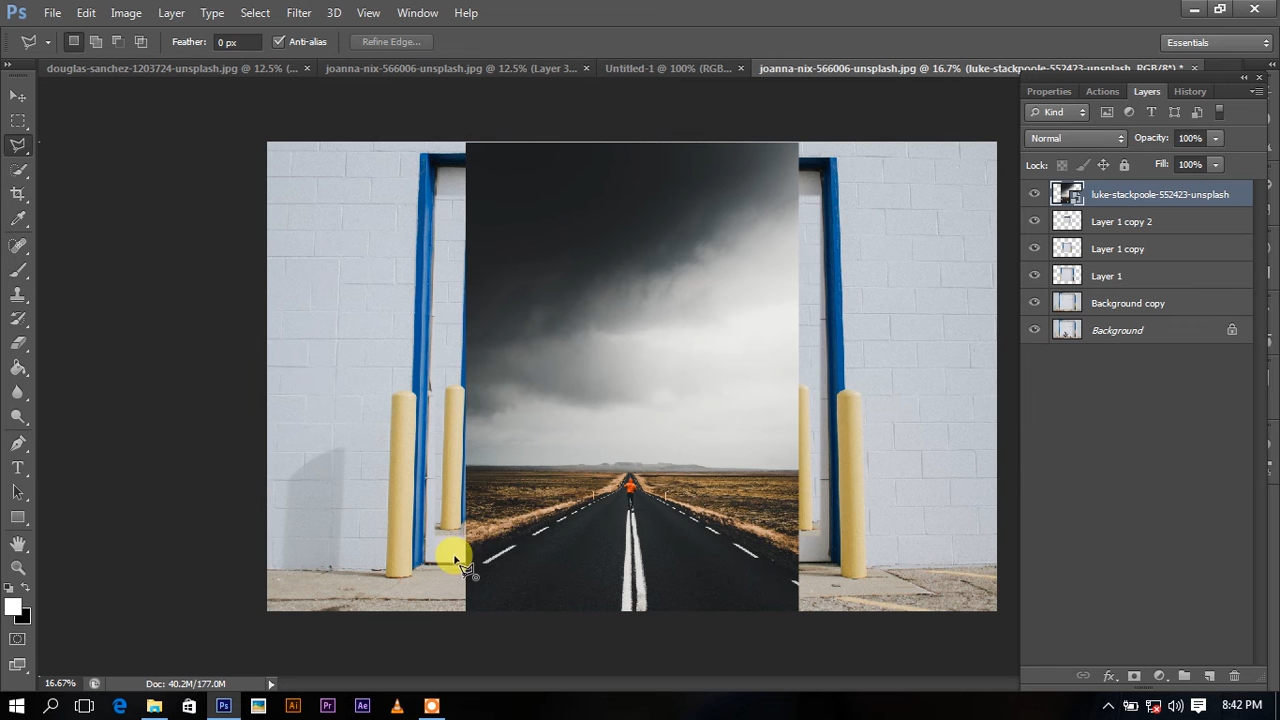 Ps File Edit Image Layer Type Select Filter 3D View Window Help
Feather: 0 px Anti-alias Refine Edge... Essentials
douglas-sanchez-1203724-unsplash.jpg @ 12.5% (... × joanna-nix-566006-unsplash.jpg @ 12.5% (Layer 3... × Untitled-1 @ 100% (RGB... × joanna-nix-566006-unsplash.jpg @ 16.7% (luke-stackpoole-552423-unsplash, RGB/8*) * ×
Properties Actions Layers History
Kind
Normal Opacity: 100%
Lock: Fill: 100%
luke-stackpoole-552423-unsplash
Layer 1 copy 2
Layer 1 copy
Layer 1
Background copy
Background
16.67% Doc: 40.2M/177.0M
Ps Ai Pr Ae 8:42 PM